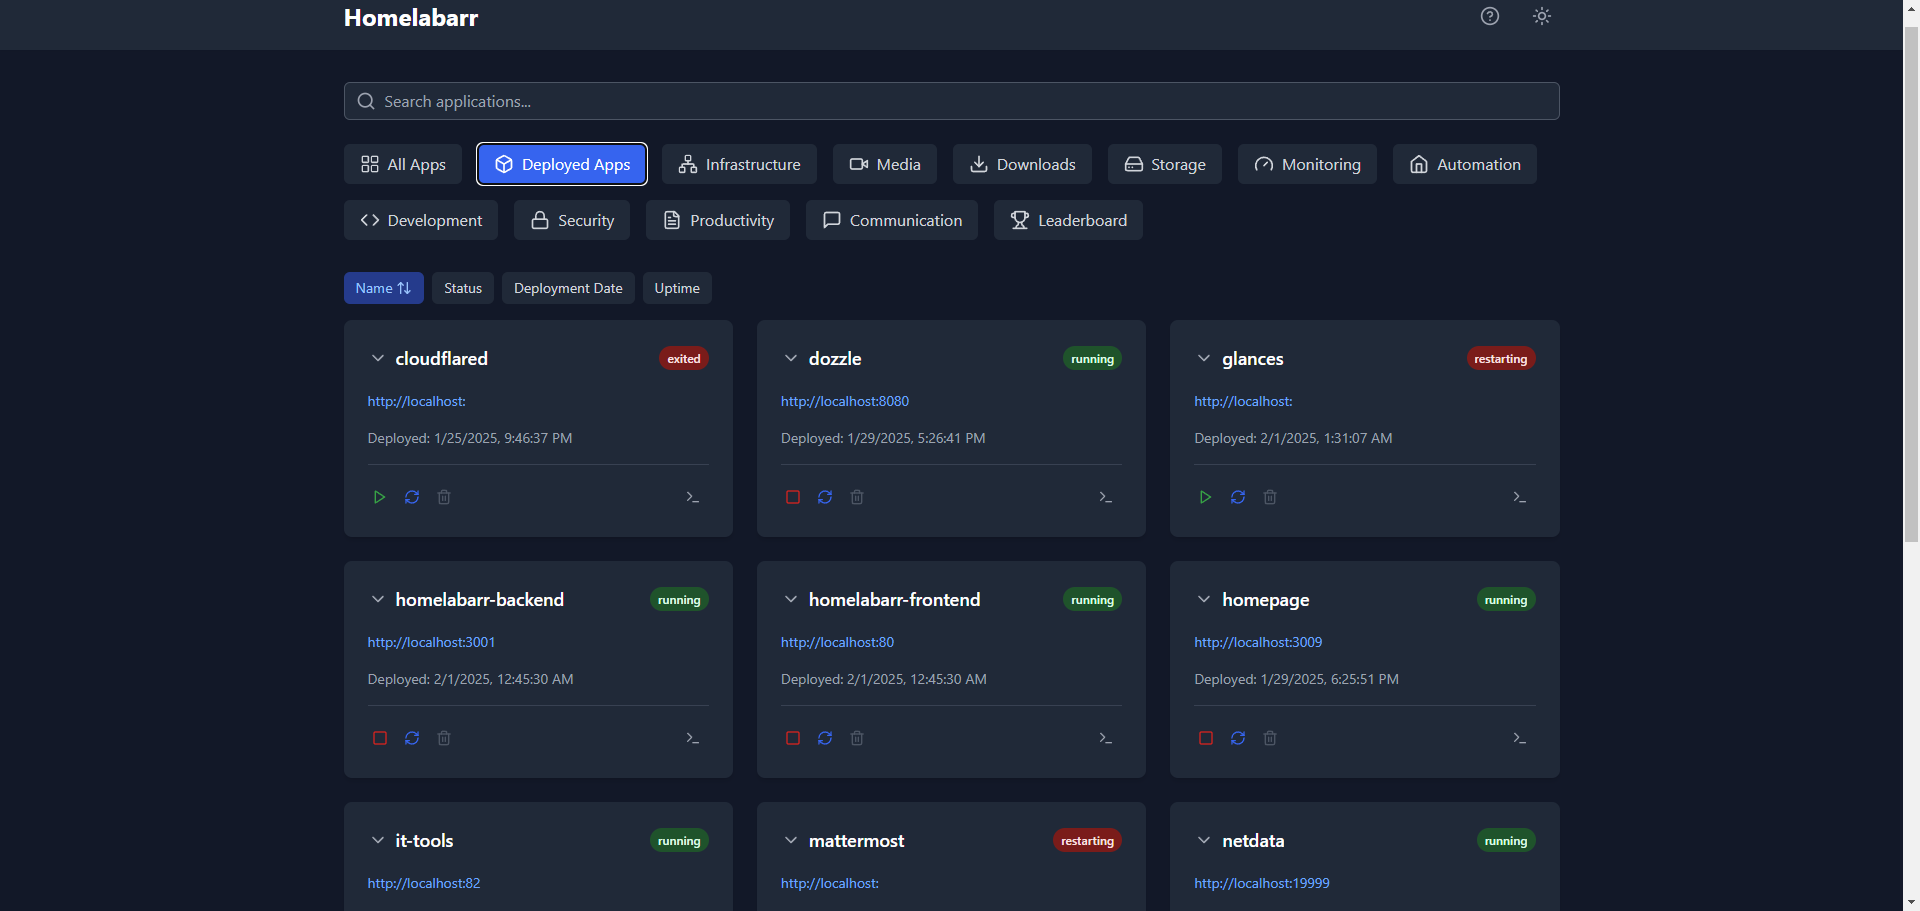 Homelabarr
Search applications...
All Apps
Deployed Apps
Infrastructure
Media
Downloads
Storage
Monitoring
Automation
Development
Security
Productivity
Communication
Leaderboard
Name
Status
Deployment Date
Uptime
cloudflared
exited
http://localhost:
Deployed: 1/25/2025, 9:46:37 PM
dozzle
running
http://localhost:8080
Deployed: 1/29/2025, 5:26:41 PM
glances
restarting
http://localhost:
Deployed: 2/1/2025, 1:31:07 AM
homelabarr-backend
running
http://localhost:3001
Deployed: 2/1/2025, 12:45:30 AM
homelabarr-frontend
running
http://localhost:80
Deployed: 2/1/2025, 12:45:30 AM
homepage
running
http://localhost:3009
Deployed: 1/29/2025, 6:25:51 PM
it-tools
running
http://localhost:82
mattermost
restarting
http://localhost:
netdata
running
http://localhost:19999